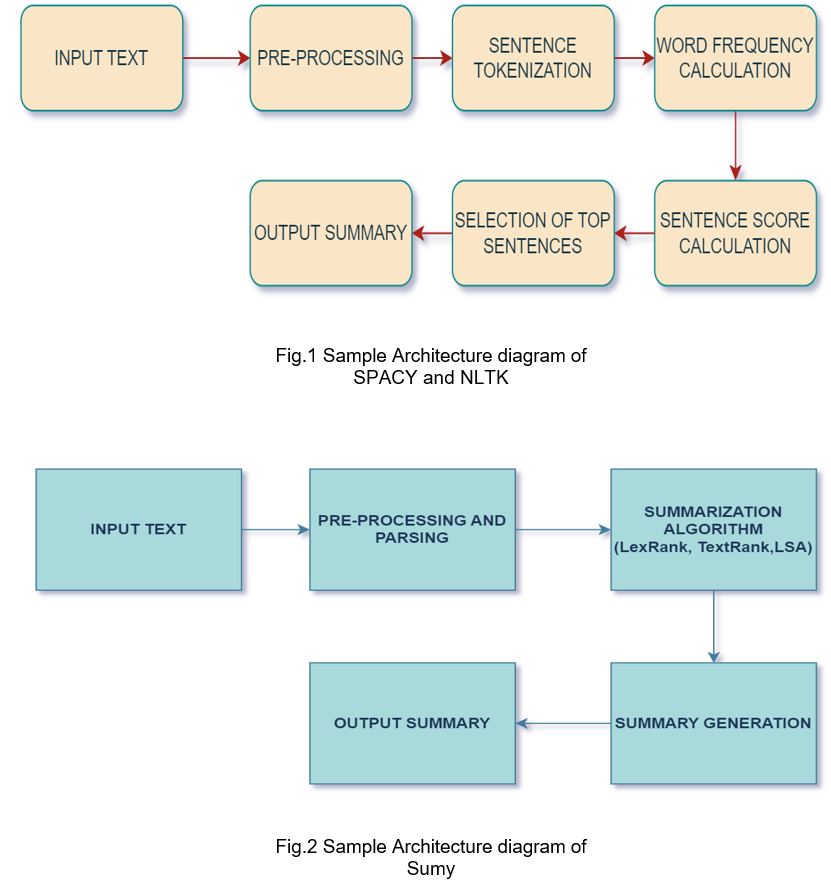 INPUT TEXT
PRE-PROCESSING
SENTENCE
TOKENIZATION
WORD FREQUENCY
CALCULATION
SENTENCE SCORE
CALCULATION
SELECTION OF TOP
SENTENCES
OUTPUT SUMMARY
Fig.1 Sample Architecture diagram of
SPACY and NLTK
INPUT TEXT
PRE-PROCESSING AND
PARSING
SUMMARIZATION
ALGORITHM
(LexRank, TextRank,LSA)
SUMMARY GENERATION
OUTPUT SUMMARY
Fig.2 Sample Architecture diagram of
Sumy